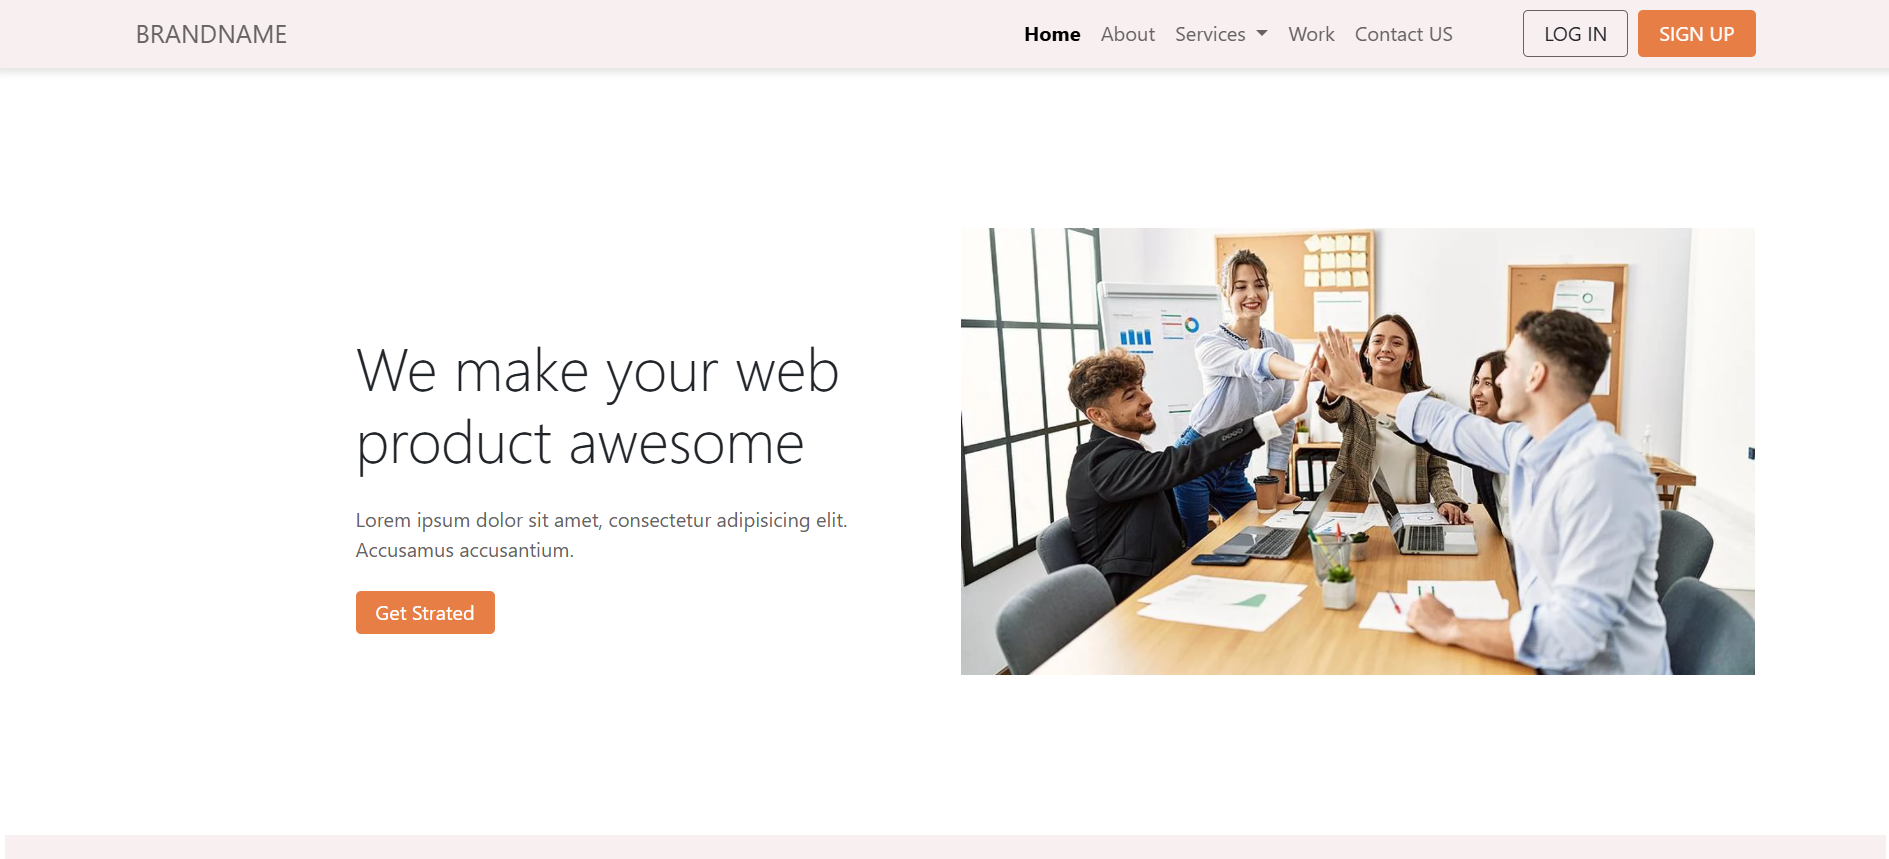 BRANDNAME
Home About Services Work Contact US LOG IN SIGN UP
We make your web
product awesome
Lorem ipsum dolor sit amet, consectetur adipisicing elit.
Accusamus accusantium.
Get Strated